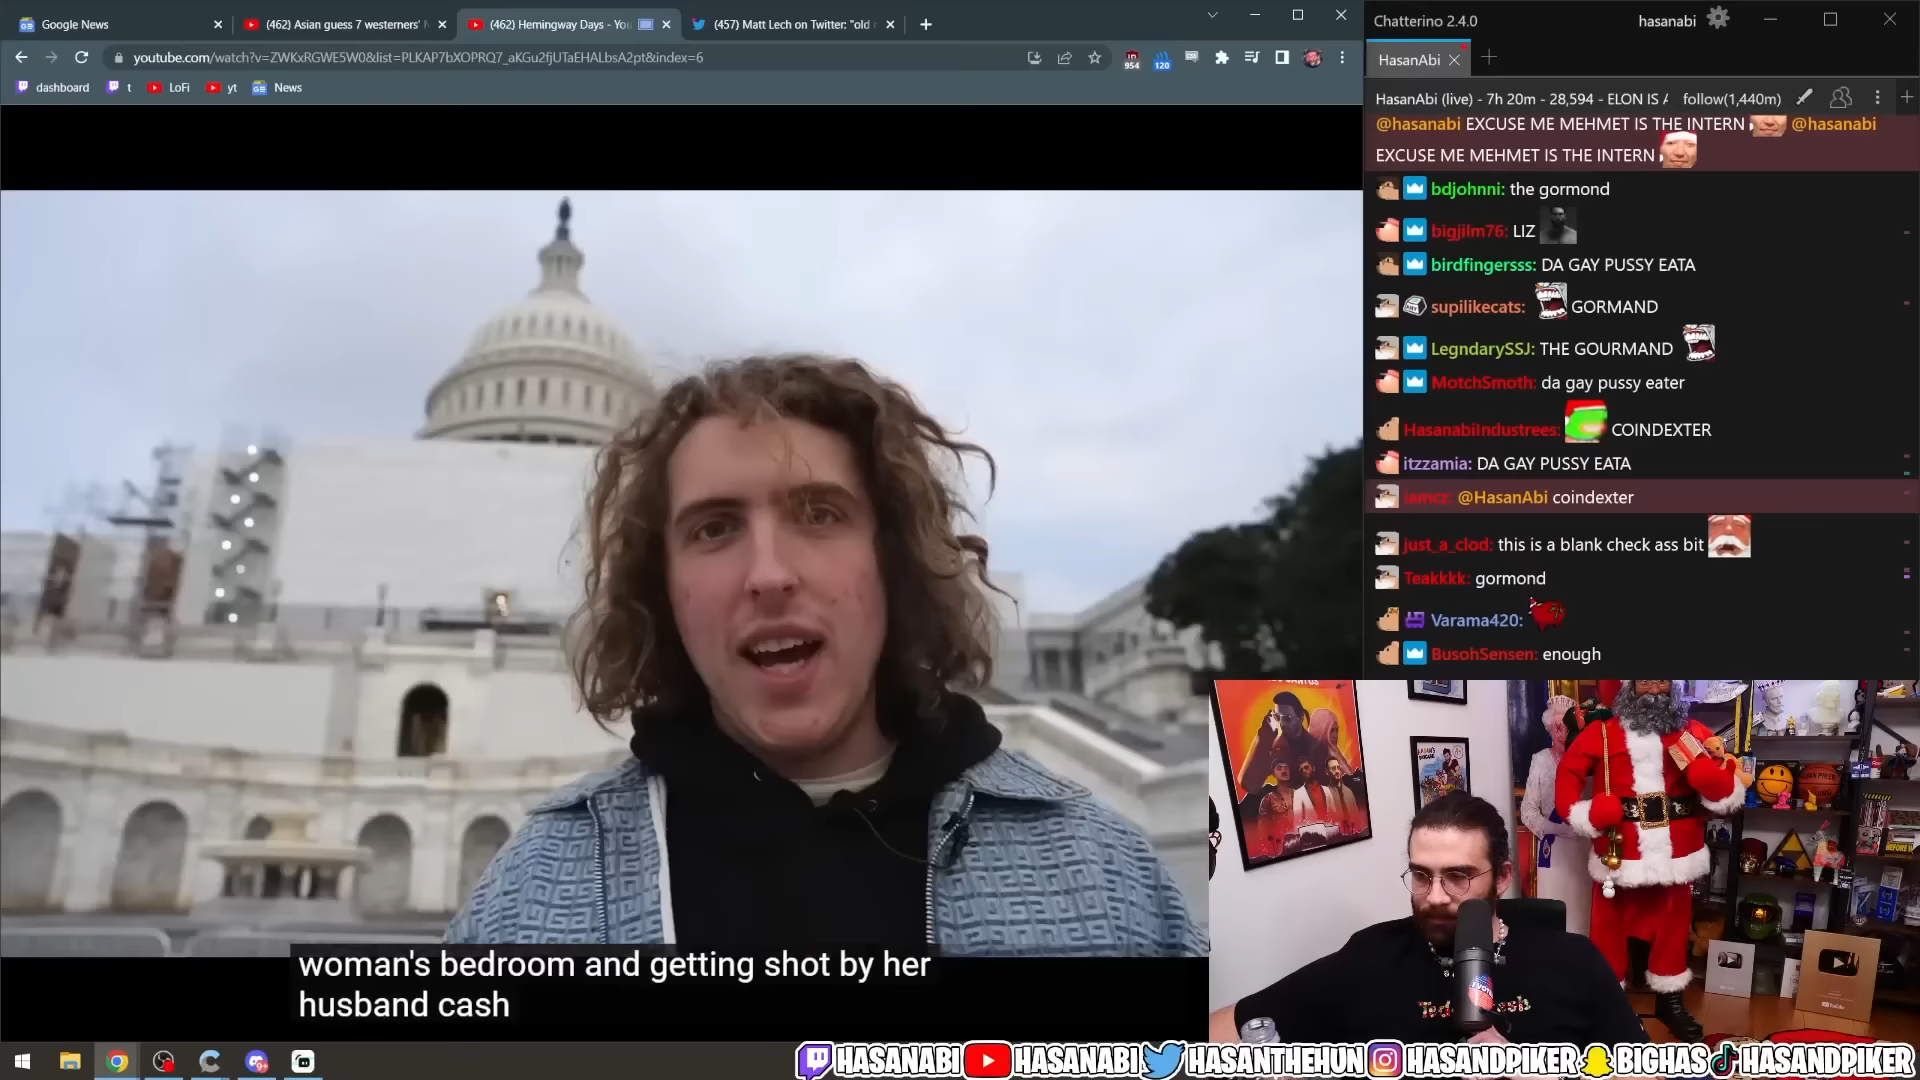 Google News
(462) Asian guess 7 westerners'
(462) Hemingway Days - You
(457) Matt Lech on Twitter: "old
youtube.com/watch?v=ZWKxRGWE5W0&list=PLKAP7bXOPRQ7_aKGu2fjUTaEHALbsA2pt&index=6
954
120
dashboard
t
LoFi
yt
News
Chatterino 2.4.0
hasanabi
HasanAbi
HasanAbi (live) - 7h 20m - 28,594 - ELON IS
follow(1,440m)
@hasanabi EXCUSE ME MEHMET IS THE INTERN @hasanabi
EXCUSE ME MEHMET IS THE INTERN
bdjohnni: the gormond
bigjilm76: LIZ
birdfingersss: DA GAY PUSSY EATA
supilikecats: GORMAND
LegndarySSJ: THE GOURMAND
MotchSmoth: da gay pussy eater
HasanabiIndustrees: COINDEXTER
itzzamia: DA GAY PUSSY EATA
iamcz: @HasanAbi coindexter
just_a_clod: this is a blank check ass bit
Teakkkk: gormond
Varama420:
BusohSensen: enough
woman's bedroom and getting shot by her
husband cash
HASANABI
HASANABI
HASANTHEHUN
HASANDPIKER
BIGHAS
HASANDPIKER